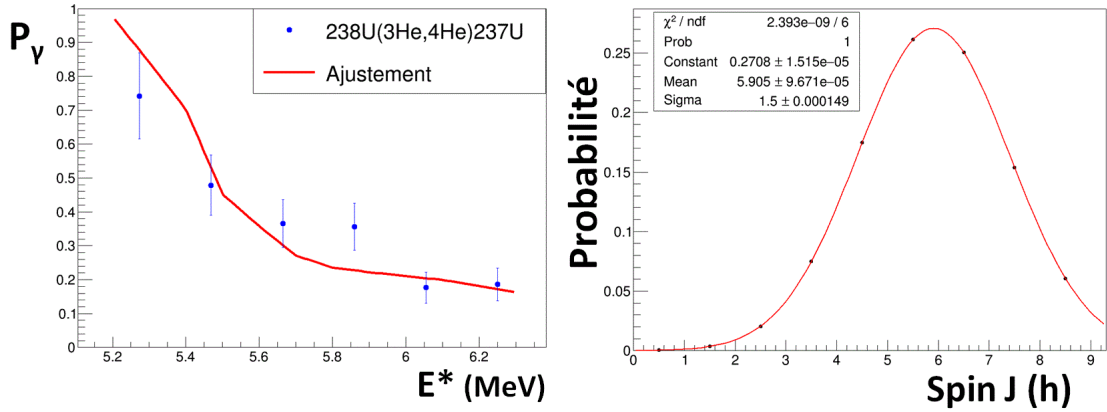 Pγ
1
0.9
0.8
0.7
0.6
0.5
0.4
0.3
0.2
0.1
0
5.2 5.4 5.6 5.8 6 6.2
E* (MeV)
238U(3He,4He)237U
Ajustement
Probabilité
0.25
0.2
0.15
0.1
0.05
0
0 1 2 3 4 5 6 7 8 9
Spin J (h)
χ² / ndf 2.393e−09 / 6
Prob 1
Constant 0.2708 ± 1.515e−05
Mean 5.905 ± 9.671e−05
Sigma 1.5 ± 0.000149